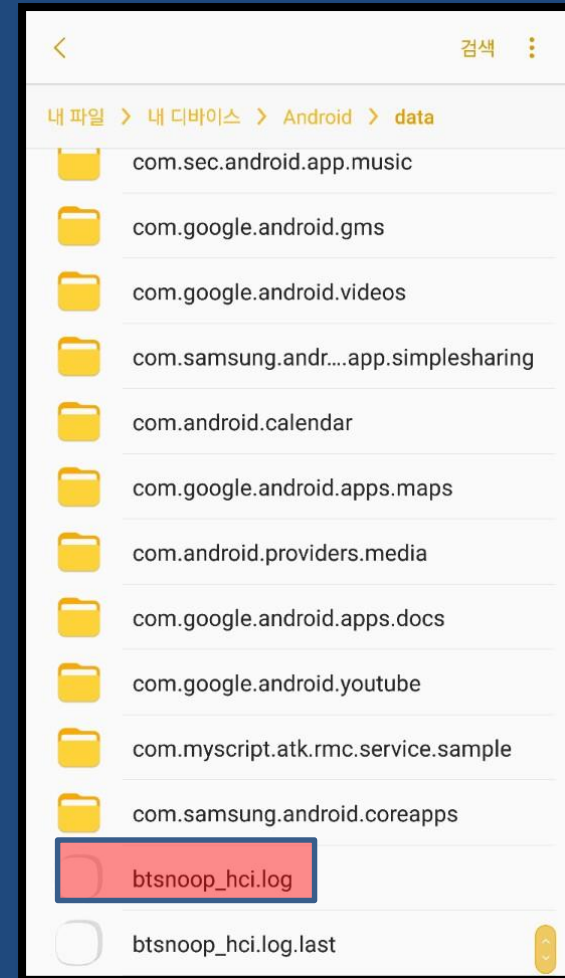 검색
내 파일 > 내 디바이스 > Android > data
com.sec.android.app.music
com.google.android.gms
com.google.android.videos
com.samsung.andr....app.simplesharing
com.android.calendar
com.google.android.apps.maps
com.android.providers.media
com.google.android.apps.docs
com.google.android.youtube
com.myscript.atk.rmc.service.sample
com.samsung.android.coreapps
btsnoop_hci.log
btsnoop_hci.log.last